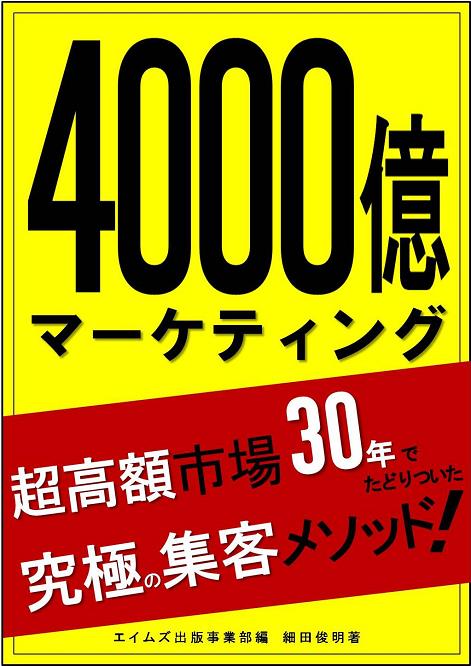 4000億
マーケティング
超高額市場30年で
たどりついた
究極の集客メソッド!
エイムズ出版事業部編 細田俊明著